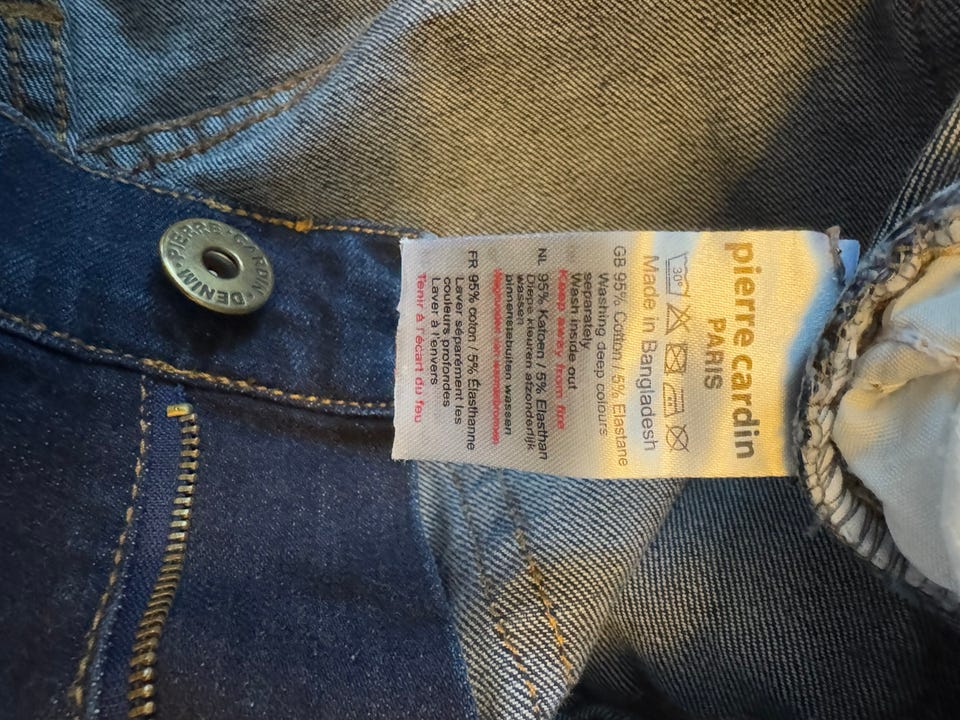 pierre cardin
PARIS
30°
Made in Bangladesh
GB 95% Cotton / 5% Elastane
Washing deep colours
separately
Wash inside out
Keep away from fire
NL 95% Katoen / 5% Elasthan
Diepe kleuren afzonderlijk
wassen
Binnenstebuiten wassen
FR 95% coton / 5% Élasthanne
Laver séparément les
couleurs profondes
Laver à l'envers
Tenir à l'écart du feu
PIERRE • CARDIN • DENIM •